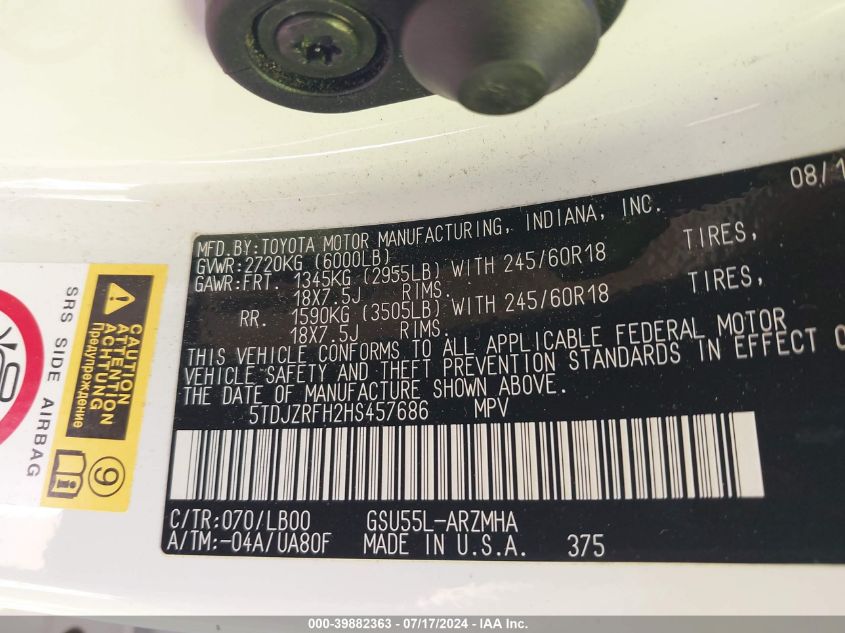 08/1
MFD.BY:TOYOTA MOTOR MANUFACTURING, INDIANA, INC.
GVWR:2720KG (6000LB)
GAWR:FRT. 1345KG (2955LB) WITH 245/60R18 TIRES,
18X7.5J RIMS.
RR. 1590KG (3505LB) WITH 245/60R18 TIRES,
18X7.5J RIMS.
THIS VEHICLE CONFORMS TO ALL APPLICABLE FEDERAL MOTOR
VEHICLE SAFETY AND THEFT PREVENTION STANDARDS IN EFFECT O
THE DATE OF MANUFACTURE SHOWN ABOVE.
5TDJZRFH2HS457686 MPV
C/TR:070/LB00 GSU55L-ARZMHA
A/TM:-04A/UA80F MADE IN U.S.A. 375
SRS SIDE AIRBAG
CAUTION
ATTENTION
ACHTUNG
Предупреждение
9
000-39882363 - 07/17/2024 - IAA Inc.